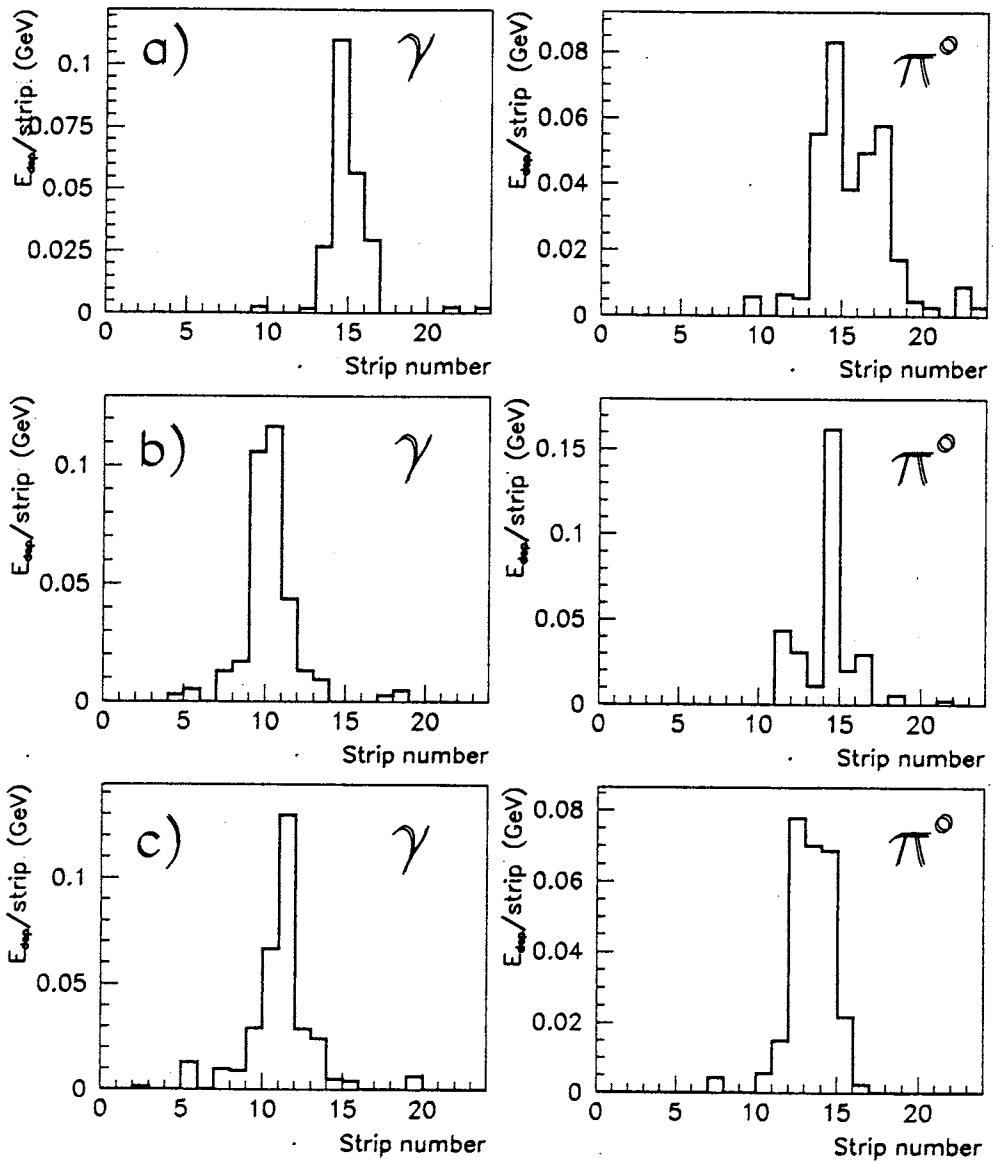 a)
γ
E_dep/strip (GeV)
0.1
0.075
0.05
0.025
0
0 5 10 15 20
Strip number
π⁰
E_dep/strip (GeV)
0.08
0.06
0.04
0.02
0
0 5 10 15 20
Strip number
b)
γ
E_dep/strip (GeV)
0.1
0.05
0
0 5 10 15 20
Strip number
π⁰
E_dep/strip (GeV)
0.15
0.1
0.05
0
0 5 10 15 20
Strip number
c)
γ
E_dep/strip (GeV)
0.1
0.05
0
0 5 10 15 20
Strip number
π⁰
E_dep/strip (GeV)
0.08
0.06
0.04
0.02
0
0 5 10 15 20
Strip number